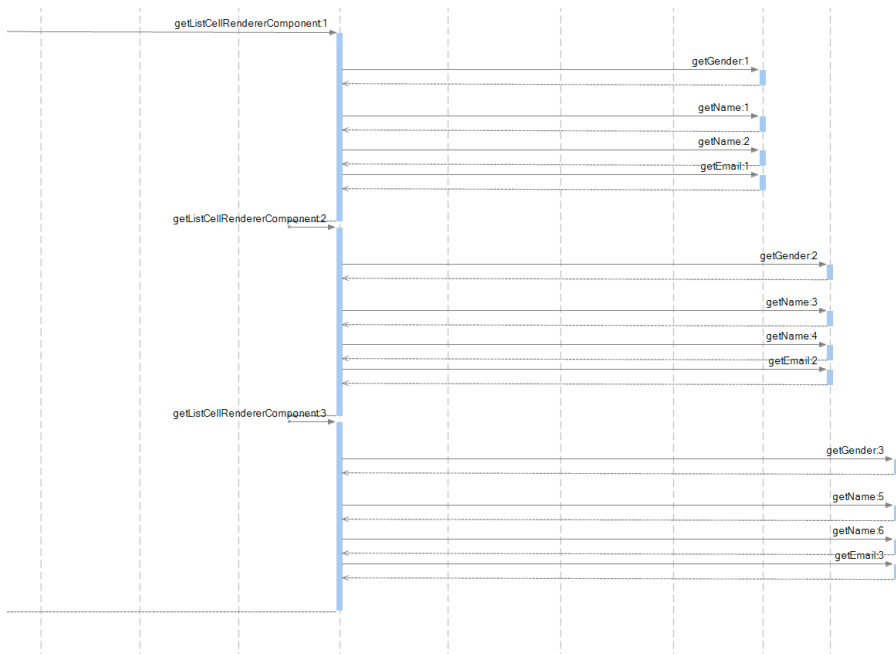 getListCellRendererComponent:1
getGender:1
getName:1
getName:2
getEmail:1
getListCellRendererComponent:2
getGender:2
getName:3
getName:4
getEmail:2
getListCellRendererComponent:3
getGender:3
getName:5
getName:6
getEmail:3